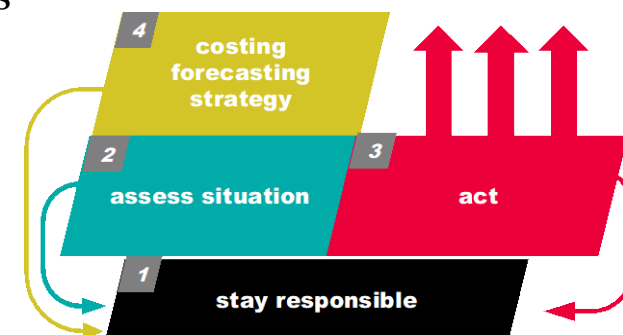 s
4
costing
forecasting
strategy
2
assess situation
3
act
1
stay responsible